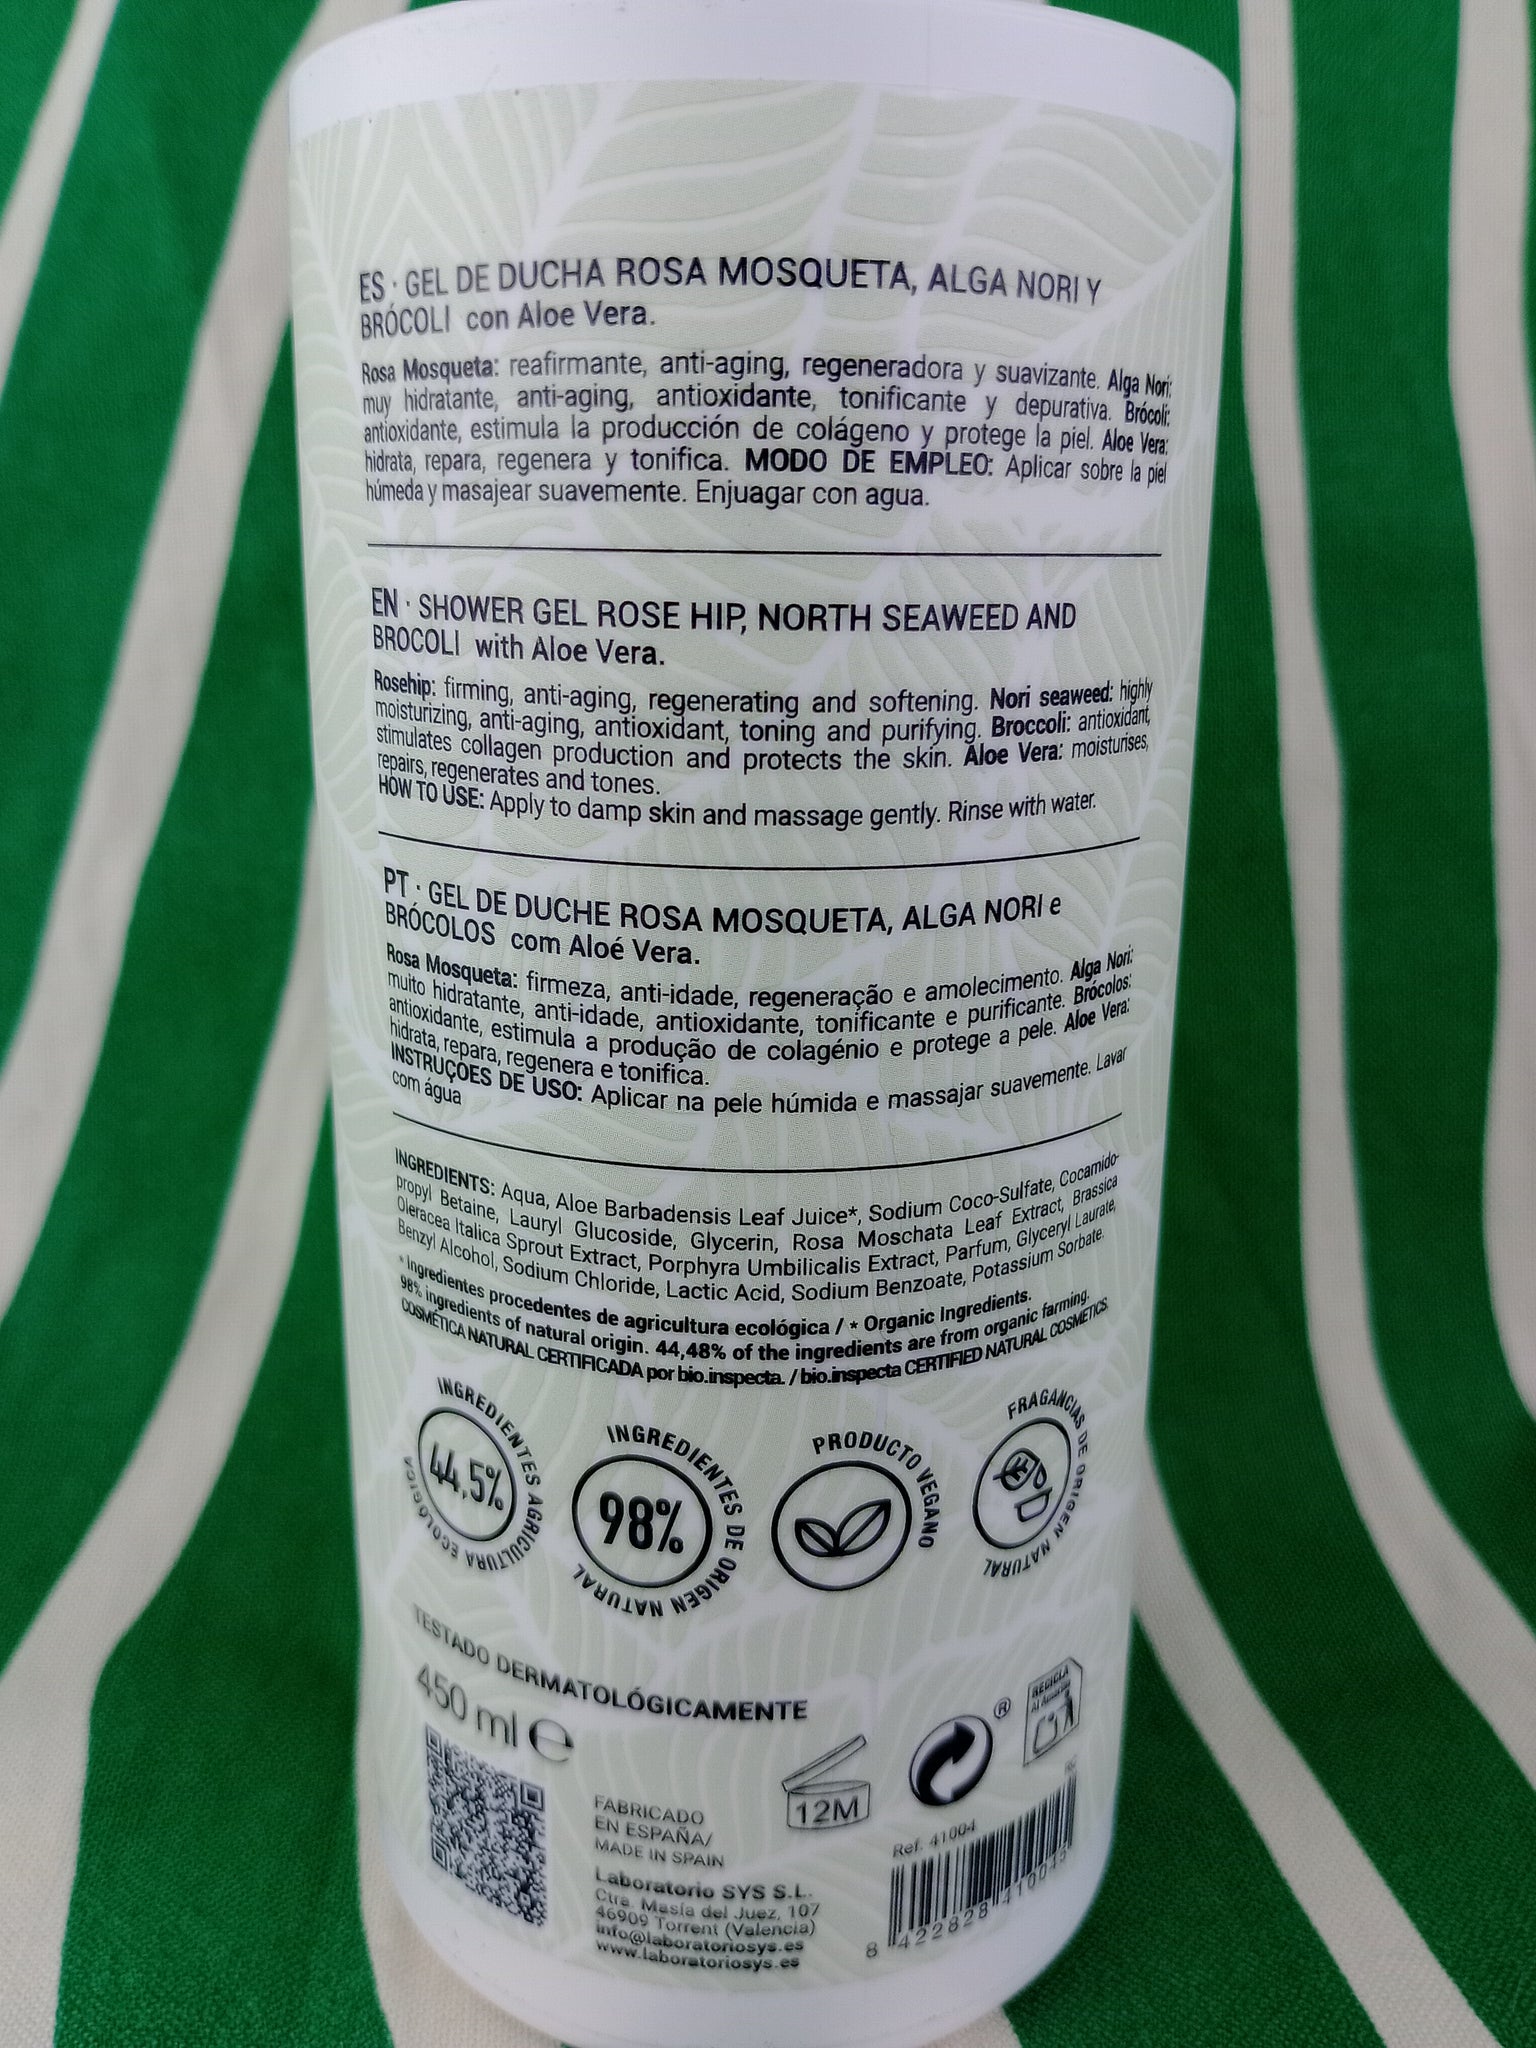 ES · GEL DE DUCHA ROSA MOSQUETA, ALGA NORI Y
BRÓCOLI con Aloe Vera.
Rosa Mosqueta: reafirmante, anti-aging, regeneradora y suavizante. Alga Nori:
muy hidratante, anti-aging, antioxidante, tonificante y depurativa. Brócoli:
antioxidante, estimula la producción de colágeno y protege la piel. Aloe Vera:
hidrata, repara, regenera y tonifica. MODO DE EMPLEO: Aplicar sobre la piel
húmeda y masajear suavemente. Enjuagar con agua.
EN · SHOWER GEL ROSE HIP, NORTH SEAWEED AND
BROCOLI with Aloe Vera.
Rosehip: firming, anti-aging, regenerating and softening. Nori seaweed: highly
moisturizing, anti-aging, antioxidant, toning and purifying. Broccoli: antioxidant,
stimulates collagen production and protects the skin. Aloe Vera: moisturises,
repairs, regenerates and tones.
HOW TO USE: Apply to damp skin and massage gently. Rinse with water.
PT · GEL DE DUCHE ROSA MOSQUETA, ALGA NORI e
BRÓCOLOS com Aloé Vera.
Rosa Mosqueta: firmeza, anti-idade, regeneração e amolecimento. Alga Nori:
muito hidratante, anti-idade, antioxidante, tonificante e purificante. Brócolos:
antioxidante, estimula a produção de colagénio e protege a pele. Aloe Vera:
hidrata, repara, regenera e tonifica.
INSTRUÇOES DE USO: Aplicar na pele húmida e massajar suavemente. Lavar
com água
INGREDIENTS: Aqua, Aloe Barbadensis Leaf Juice*, Sodium Coco-Sulfate, Cocamido-
propyl Betaine, Lauryl Glucoside, Glycerin, Rosa Moschata Leaf Extract, Brassica
Oleracea Italica Sprout Extract, Porphyra Umbilicalis Extract, Parfum, Glyceryl Laurate,
Benzyl Alcohol, Sodium Chloride, Lactic Acid, Sodium Benzoate, Potassium Sorbate.
* Ingredientes procedentes de agricultura ecológica / * Organic Ingredients.
98% ingredients of natural origin. 44,48% of the ingredients are from organic farming.
COSMÉTICA NATURAL CERTIFICADA por bio.inspecta. / bio.inspecta CERTIFIED NATURAL COSMETICS.
INGREDIENTES AGRICULTURA ECOLÓGICA
44,5%
INGREDIENTES DE ORIGEN NATURAL
98%
PRODUCTO VEGANO
FRAGANCIAS DE ORIGEN NATURAL
TESTADO DERMATOLÓGICAMENTE
450 ml e
12M
®
RECICLA
Al Amarillo
FABRICADO
EN ESPAÑA/
MADE IN SPAIN
Laboratorio SYS S.L.
Ctra. Masía del Juez, 107
46909 Torrent (Valencia)
info@laboratoriosys.es
www.laboratoriosys.es
Ref. 41004
8 422828 410043